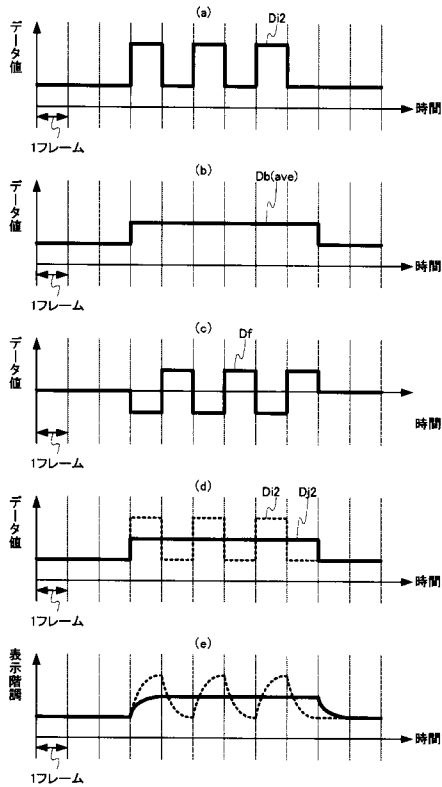 (a)
データ値
Di2
時間
1フレーム
(b)
データ値
Db(ave)
時間
1フレーム
(c)
データ値
Df
時間
1フレーム
(d)
データ値
Di2
Dj2
時間
1フレーム
(e)
表示階調
時間
1フレーム